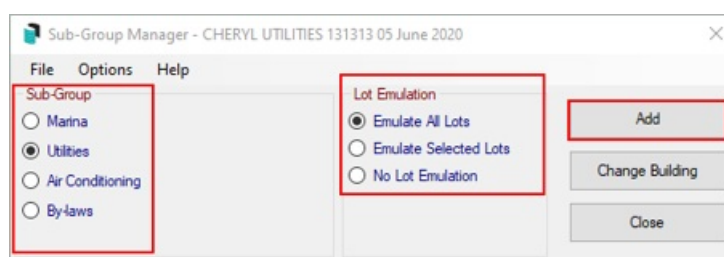 Sub-Group Manager - CHERYL UTILITIES 131313 05 June 2020
File Options Help
Sub-Group
Marina
Utilities
Air Conditioning
By-laws
Lot Emulation
Emulate All Lots
Emulate Selected Lots
No Lot Emulation
Add
Change Building
Close